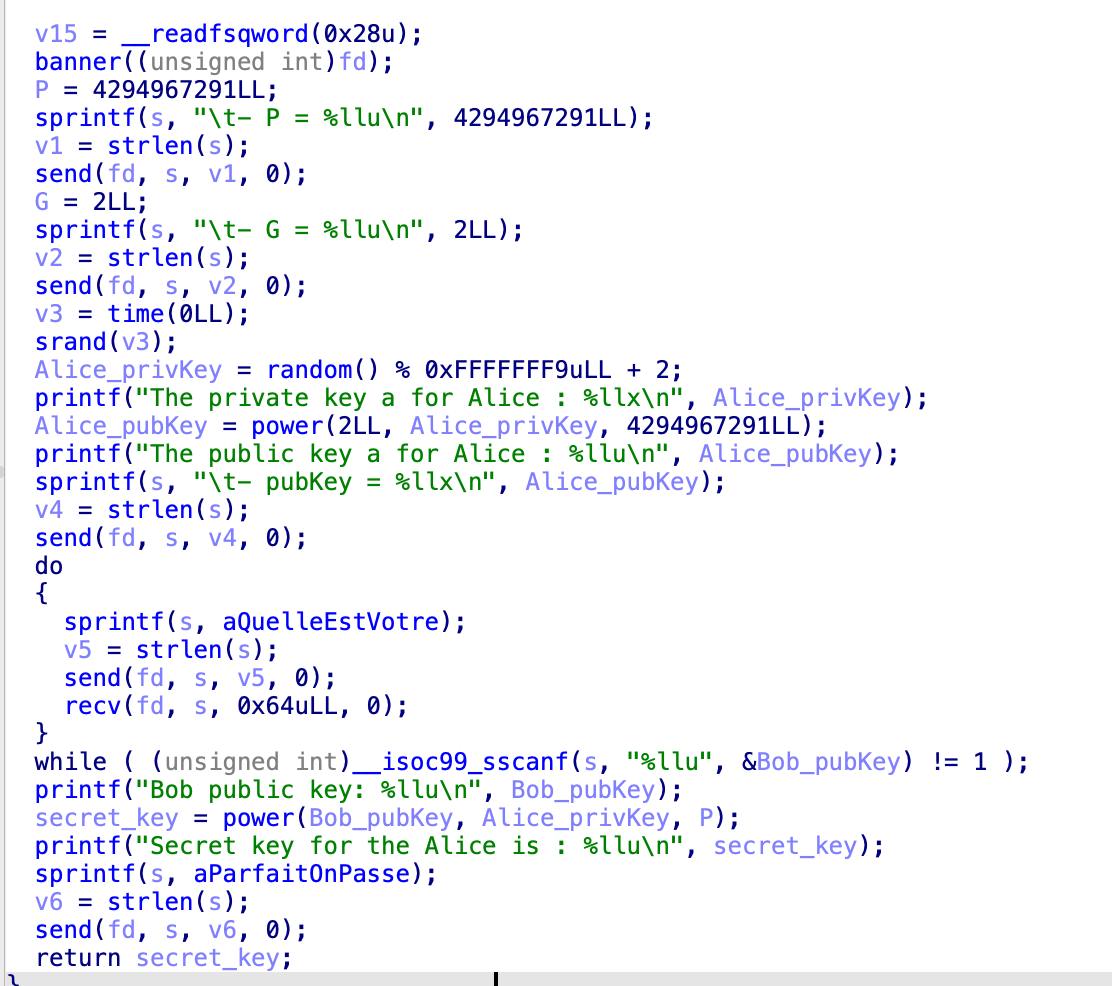 v15 = __readfsqword(0x28u);
banner((unsigned int)fd);
P = 4294967291LL;
sprintf(s, "\t- P = %llu\n", 4294967291LL);
v1 = strlen(s);
send(fd, s, v1, 0);
G = 2LL;
sprintf(s, "\t- G = %llu\n", 2LL);
v2 = strlen(s);
send(fd, s, v2, 0);
v3 = time(0LL);
srand(v3);
Alice_privKey = random() % 0xFFFFFFF9uLL + 2;
printf("The private key a for Alice : %llx\n", Alice_privKey);
Alice_pubKey = power(2LL, Alice_privKey, 4294967291LL);
printf("The public key a for Alice : %llu\n", Alice_pubKey);
sprintf(s, "\t- pubKey = %llx\n", Alice_pubKey);
v4 = strlen(s);
send(fd, s, v4, 0);
do
{
sprintf(s, aQuelleEstVotre);
v5 = strlen(s);
send(fd, s, v5, 0);
recv(fd, s, 0x64uLL, 0);
}
while ( (unsigned int)__isoc99_sscanf(s, "%llu", &Bob_pubKey) != 1 );
printf("Bob public key: %llu\n", Bob_pubKey);
secret_key = power(Bob_pubKey, Alice_privKey, P);
printf("Secret key for the Alice is : %llu\n", secret_key);
sprintf(s, aParfaitOnPasse);
v6 = strlen(s);
send(fd, s, v6, 0);
return secret_key;
}